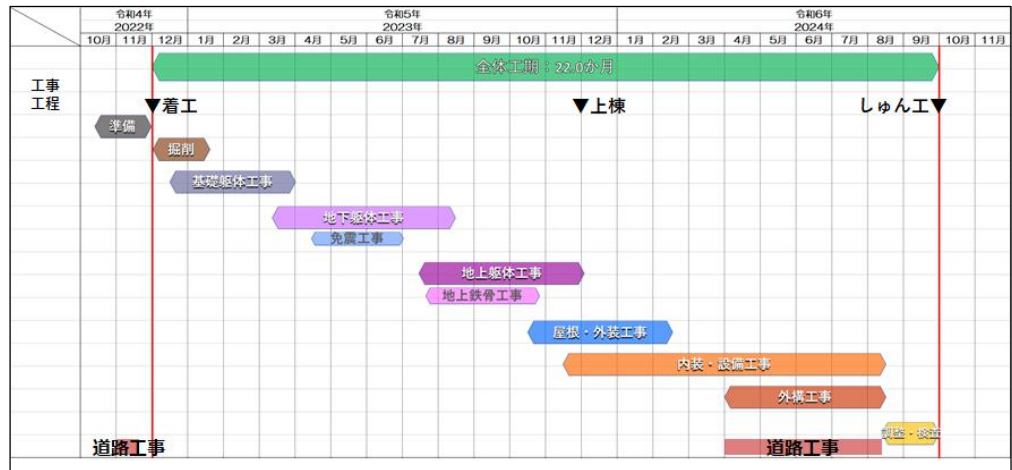 令和4年 令和5年 令和6年
2022年 2023年 2024年
10月 11月 12月 1月 2月 3月 4月 5月 6月 7月 8月 9月 10月 11月 12月 1月 2月 3月 4月 5月 6月 7月 8月 9月 10月 11月
全体工期：22.0か月
工事
工程
▼着工 ▼上棟 しゅん工▼
準備
掘削
基礎躯体工事
地下躯体工事
免震工事
地上躯体工事
地上鉄骨工事
屋根・外装工事
内装・設備工事
外構工事
調整・検査
道路工事 道路工事